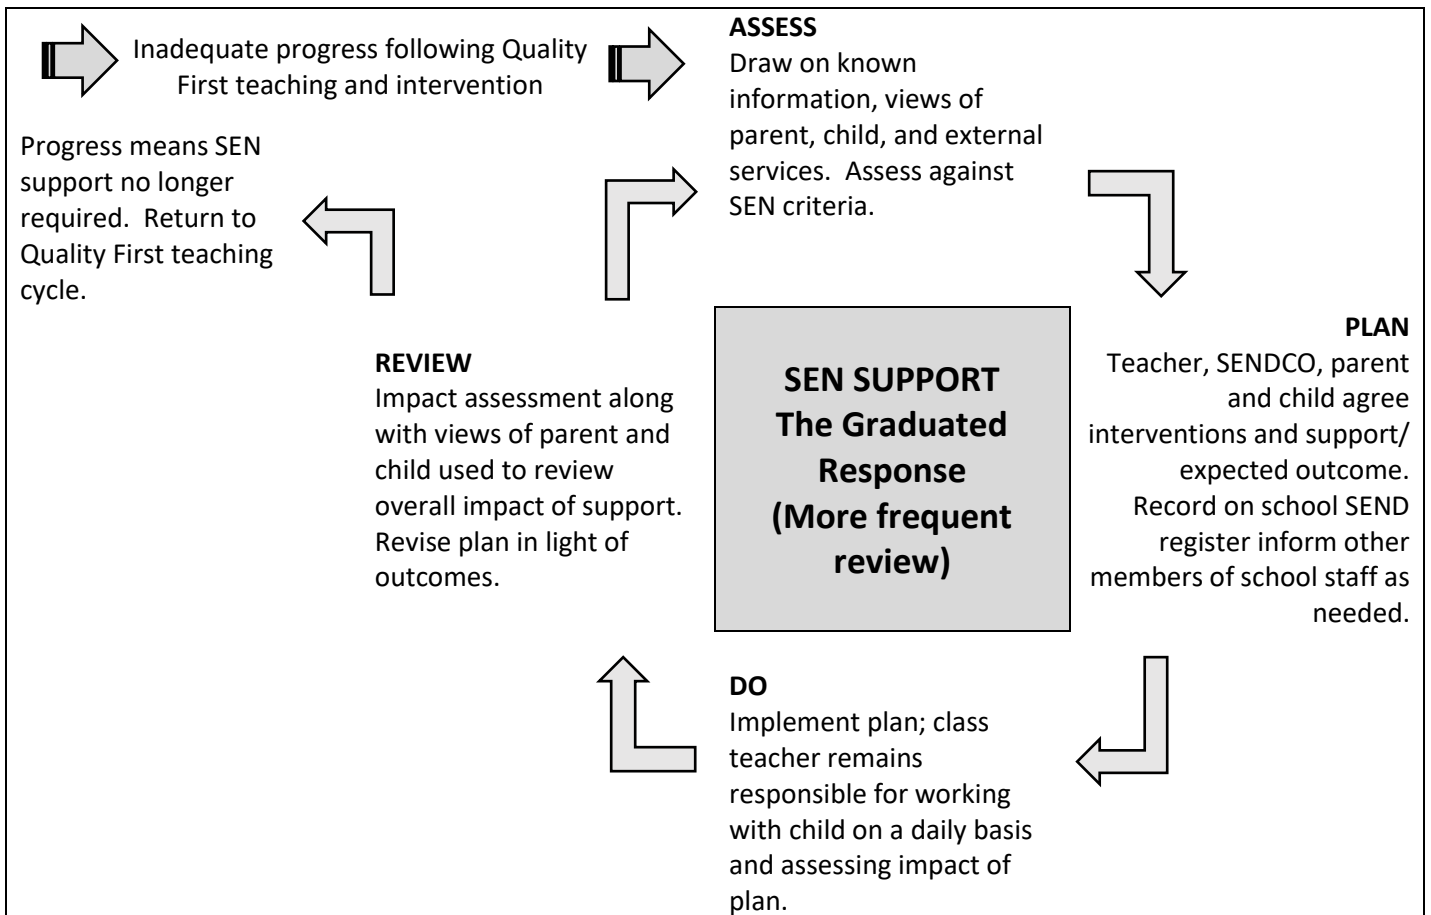 Inadequate progress following Quality
First teaching and intervention
ASSESS
Draw on known
information, views of
parent, child, and external
services.  Assess against
SEN criteria.
Progress means SEN
support no longer
required.  Return to
Quality First teaching
cycle.
PLAN
Teacher, SENDCO, parent
and child agree
interventions and support/
expected outcome.
Record on school SEND
register inform other
members of school staff as
needed.
SEN SUPPORT
The Graduated
Response
(More frequent
review)
REVIEW
Impact assessment along
with views of parent and
child used to review
overall impact of support.
Revise plan in light of
outcomes.
DO
Implement plan; class
teacher remains
responsible for working
with child on a daily basis
and assessing impact of
plan.